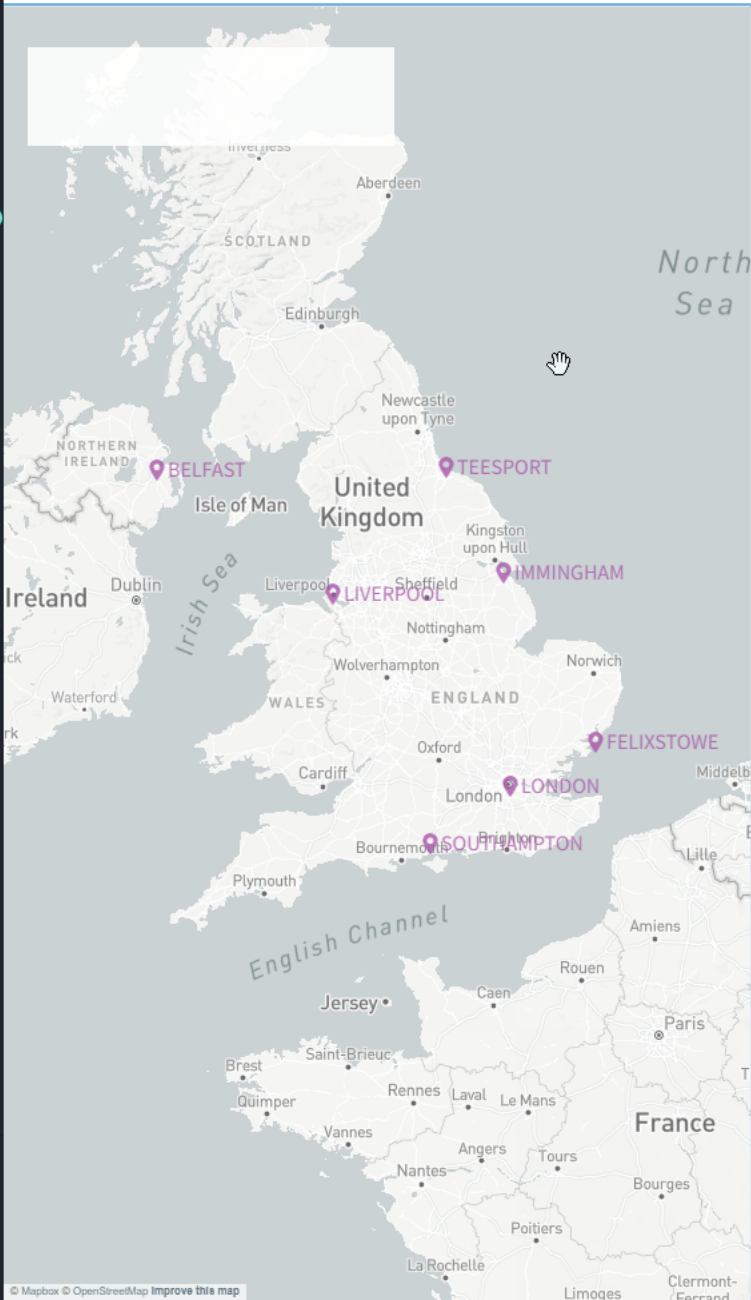 Inverness
Aberdeen
SCOTLAND
North
Sea
Edinburgh
Newcastle
upon Tyne
NORTHERN
IRELAND
BELFAST
TEESPORT
United
Kingdom
Isle of Man
Kingston
upon Hull
IMMINGHAM
Dublin
Ireland
Irish Sea
Liverpool
LIVERPOOL
Sheffield
Nottingham
ick
Wolverhampton
Norwich
Waterford
WALES
ENGLAND
rk
FELIXSTOWE
Oxford
Cardiff
Middelb
London
LONDON
Bournemouth
SOUTHAMPTON
Brighton
Lille
Plymouth
English Channel
Amiens
Rouen
Jersey
Caen
Paris
Saint-Brieuc
Brest
Rennes
Laval
Le Mans
Quimper
France
Vannes
Angers
Tours
Nantes
Bourges
Poitiers
La Rochelle
Limoges
Clermont-
Ferrand
© Mapbox © OpenStreetMap Improve this map